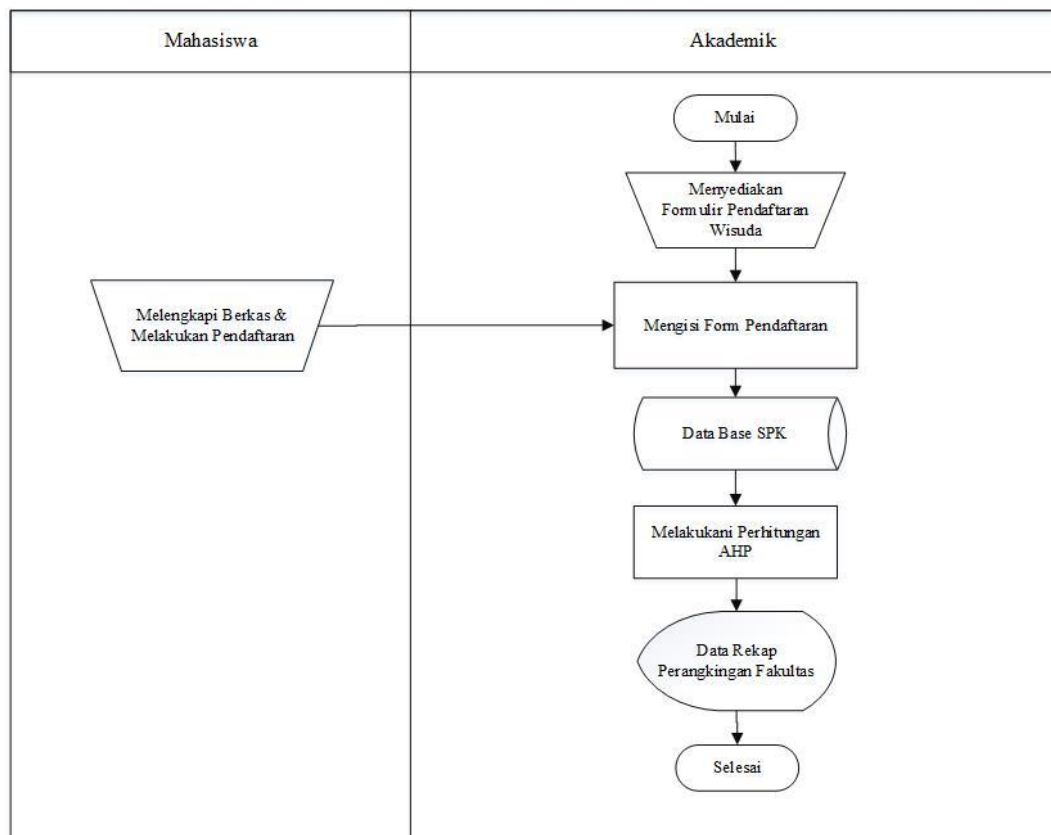 Mahasiswa
Akademik
Mulai
Menyediakan
Formulir Pendaftaran
Wisuda
Melengkapi Berkas &
Melakukan Pendaftaran
Mengisi Form Pendaftaran
Data Base SPK
Melakukani Perhitungan
AHP
Data Rekap
Perangkingan Fakultas
Selesai